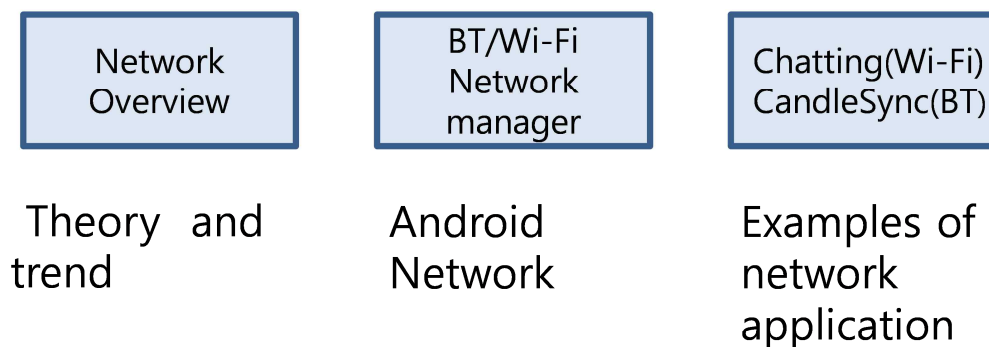 Network
Overview
BT/Wi-Fi
Network
manager
Chatting(Wi-Fi)
CandleSync(BT)
Theory and
trend
Android
Network
Examples of
network
application